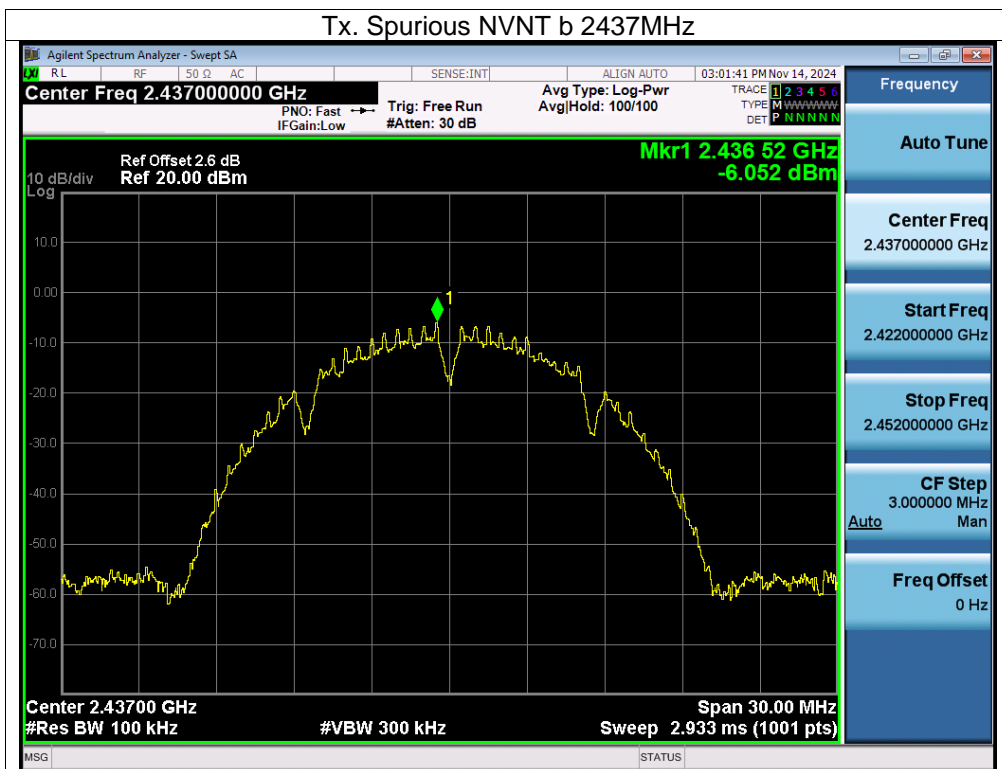 Tx. Spurious NVNT b 2437MHz
Agilent Spectrum Analyzer - Swept SA
LXI RL RF 50 Ω AC SENSE:INT ALIGN AUTO 03:01:41 PM Nov 14, 2024
Center Freq 2.437000000 GHz
PNO: Fast
IFGain:Low
Trig: Free Run
#Atten: 30 dB
Avg Type: Log-Pwr
Avg|Hold: 100/100
TRACE 1 2 3 4 5 6
TYPE M WWWWW
DET P N N N N N
Ref Offset 2.6 dB
Ref 20.00 dBm
10 dB/div
Log
Mkr1 2.436 52 GHz
-6.052 dBm
1
10.0
0.00
-10.0
-20.0
-30.0
-40.0
-50.0
-60.0
-70.0
Center 2.43700 GHz
#Res BW 100 kHz
#VBW 300 kHz
Span 30.00 MHz
Sweep 2.933 ms (1001 pts)
MSG
STATUS
Frequency
Auto Tune
Center Freq
2.437000000 GHz
Start Freq
2.422000000 GHz
Stop Freq
2.452000000 GHz
CF Step
3.000000 MHz
Auto Man
Freq Offset
0 Hz